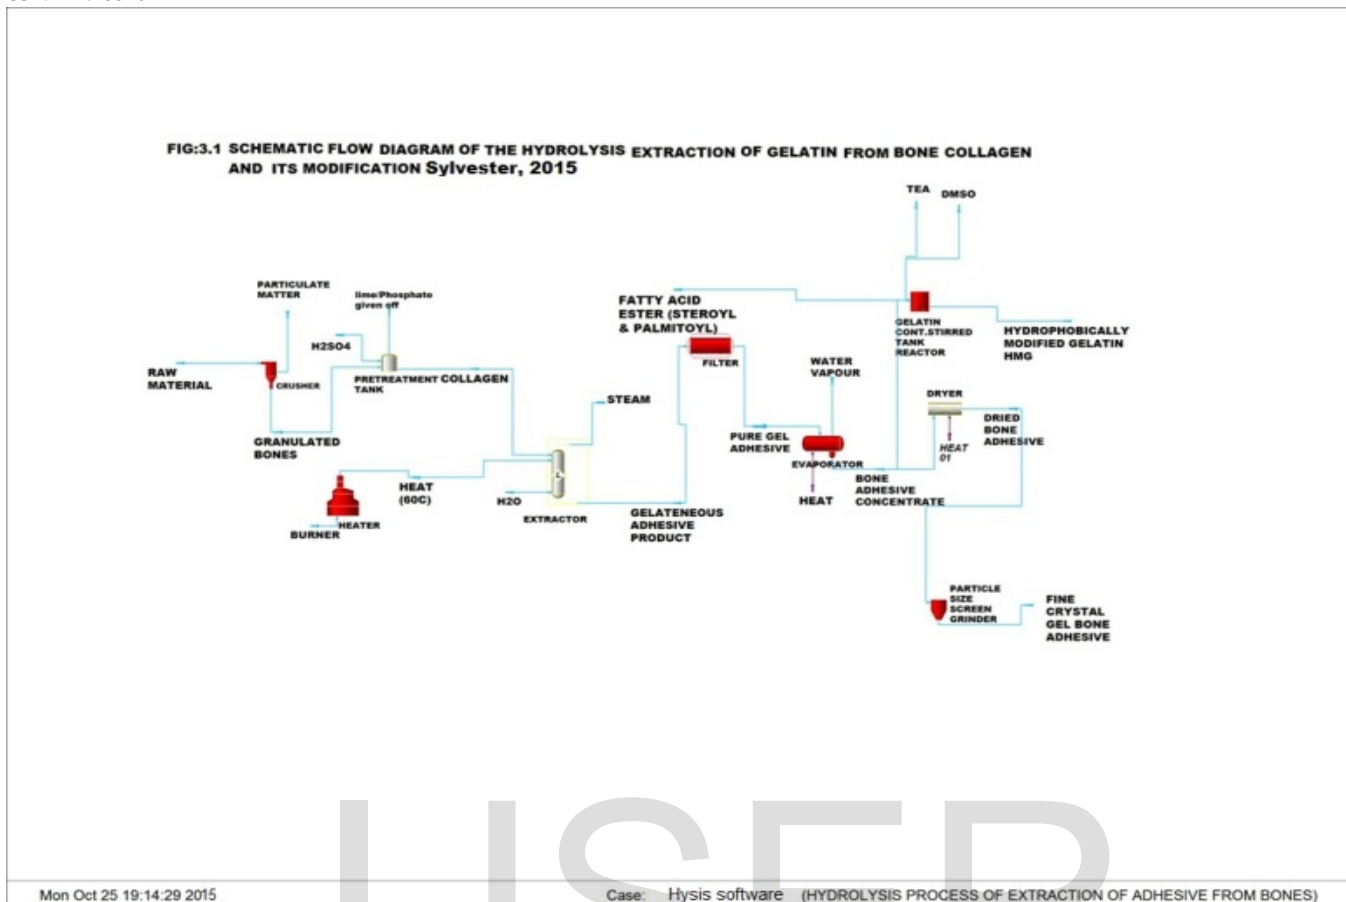 FIG:3.1 SCHEMATIC FLOW DIAGRAM OF THE HYDROLYSIS EXTRACTION OF GELATIN FROM BONE COLLAGEN
AND ITS MODIFICATION Sylvester, 2015
TEA
DMSO
PARTICULATE
MATTER
lime/Phosphate
given off
H2SO4
RAW
MATERIAL
CRUSHER
PRETREATMENT
TANK
COLLAGEN
GRANULATED
BONES
FATTY ACID
ESTER (STEROYL
& PALMITOYL)
FILTER
GELATIN
CONT.STIRRED
TANK
REACTOR
HYDROPHOBICALLY
MODIFIED GELATIN
HMG
WATER
VAPOUR
STEAM
DRYER
DRIED
BONE
ADHESIVE
HEAT
01
PURE GEL
ADHESIVE
EVAPORATOR
HEAT
BONE
ADHESIVE
CONCENTRATE
HEAT
(60C)
HEATER
BURNER
H2O
EXTRACTOR
GELATENEOUS
ADHESIVE
PRODUCT
PARTICLE
SIZE
SCREEN
GRINDER
FINE
CRYSTAL
GEL BONE
ADHESIVE
Mon Oct 25 19:14:29 2015
Case: Hysis software (HYDROLYSIS PROCESS OF EXTRACTION OF ADHESIVE FROM BONES)